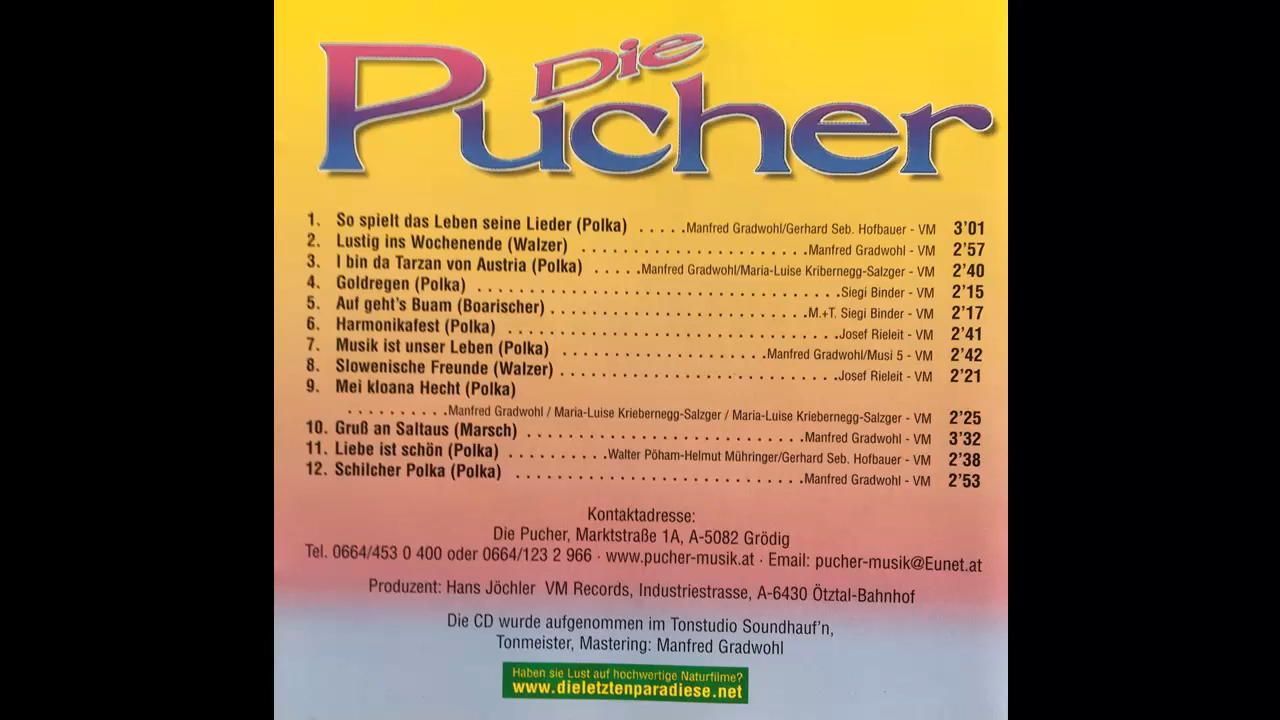 Die
Pucher
1. So spielt das Leben seine Lieder (Polka) . . . . .Manfred Gradwohl/Gerhard Seb. Hofbauer - VM 3’01
2. Lustig ins Wochenende (Walzer) . . . . . . . . . . . . . . . . . . . . . . .Manfred Gradwohl - VM 2’57
3. I bin da Tarzan von Austria (Polka) . . . . .Manfred Gradwohl/Maria-Luise Kribernegg-Salzger - VM 2’40
4. Goldregen (Polka) . . . . . . . . . . . . . . . . . . . . . . . . . . . . . . . . . . . . .Siegi Binder - VM 2’15
5. Auf geht’s Buam (Boarischer) . . . . . . . . . . . . . . . . . . . . . . . . . .M.+T. Siegi Binder - VM 2’17
6. Harmonikafest (Polka) . . . . . . . . . . . . . . . . . . . . . . . . . . . . . . . . .Josef Rieleit - VM 2’41
7. Musik ist unser Leben (Polka) . . . . . . . . . . . . . . . . . . . . .Manfred Gradwohl/Musi 5 - VM 2’42
8. Slowenische Freunde (Walzer) . . . . . . . . . . . . . . . . . . . . . . . . . . . .Josef Rieleit - VM 2’21
9. Mei kloana Hecht (Polka)
. . . . . . . . . .Manfred Gradwohl / Maria-Luise Kriebernegg-Salzger / Maria-Luise Kriebernegg-Salzger - VM 2’25
10. Gruß an Saltaus (Marsch) . . . . . . . . . . . . . . . . . . . . . . . . . . . .Manfred Gradwohl - VM 3’32
11. Liebe ist schön (Polka) . . . . . . . . . .Walter Pöham-Helmut Mühringer/Gerhard Seb. Hofbauer - VM 2’38
12. Schilcher Polka (Polka) . . . . . . . . . . . . . . . . . . . . . . . . . . . . .Manfred Gradwohl - VM 2’53
Kontaktadresse:
Die Pucher, Marktstraße 1A, A-5082 Grödig
Tel. 0664/453 0 400 oder 0664/123 2 966 · www.pucher-musik.at · Email: pucher-musik@Eunet.at
Produzent: Hans Jöchler VM Records, Industriestrasse, A-6430 Ötztal-Bahnhof
Die CD wurde aufgenommen im Tonstudio Soundhauf’n,
Tonmeister, Mastering: Manfred Gradwohl
Haben sie Lust auf hochwertige Naturfilme?
www.dieletztenparadiese.net